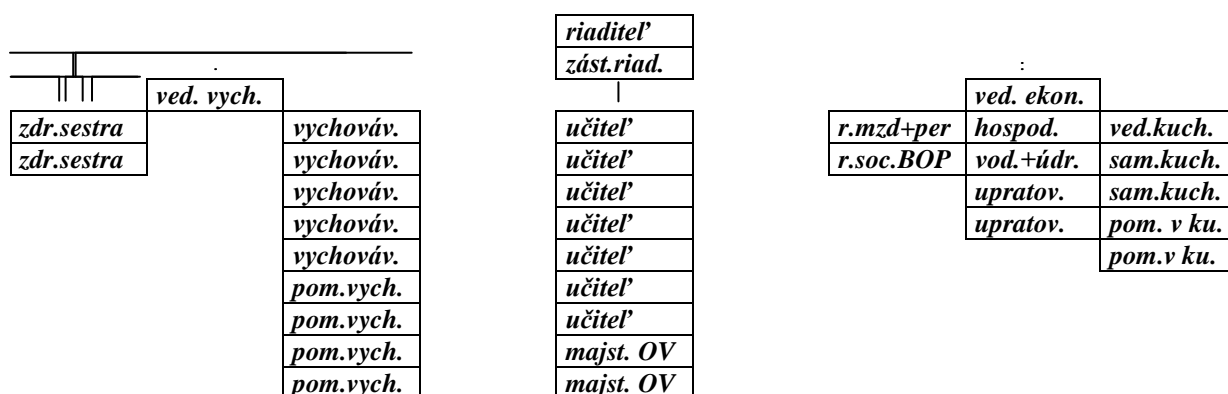 riaditeľ
zást.riad.
ved. vych. ved. ekon.
zdr.sestra vychováv. učiteľ r.mzd+per hospod. ved.kuch.
zdr.sestra vychováv. učiteľ r.soc.BOP vod.+údr. sam.kuch.
vychováv. učiteľ upratov. sam.kuch.
vychováv. učiteľ upratov. pom. v ku.
vychováv. učiteľ pom.v ku.
pom.vych. učiteľ
pom.vych. učiteľ
pom.vych. majst. OV
pom.vych. majst. OV